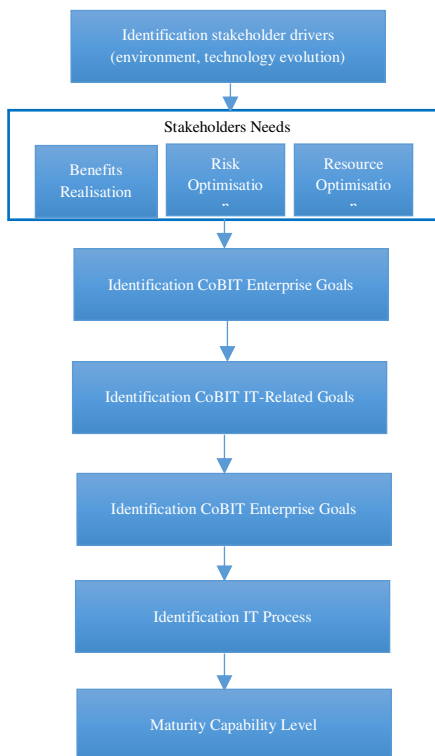 Identification stakeholder drivers
(environment, technology evolution)
Stakeholders Needs
Benefits
Realisation
Risk
Optimisatio
n
Resource
Optimisatio
n
Identification CoBIT Enterprise Goals
Identification CoBIT IT-Related Goals
Identification CoBIT Enterprise Goals
Identification IT Process
Maturity Capability Level